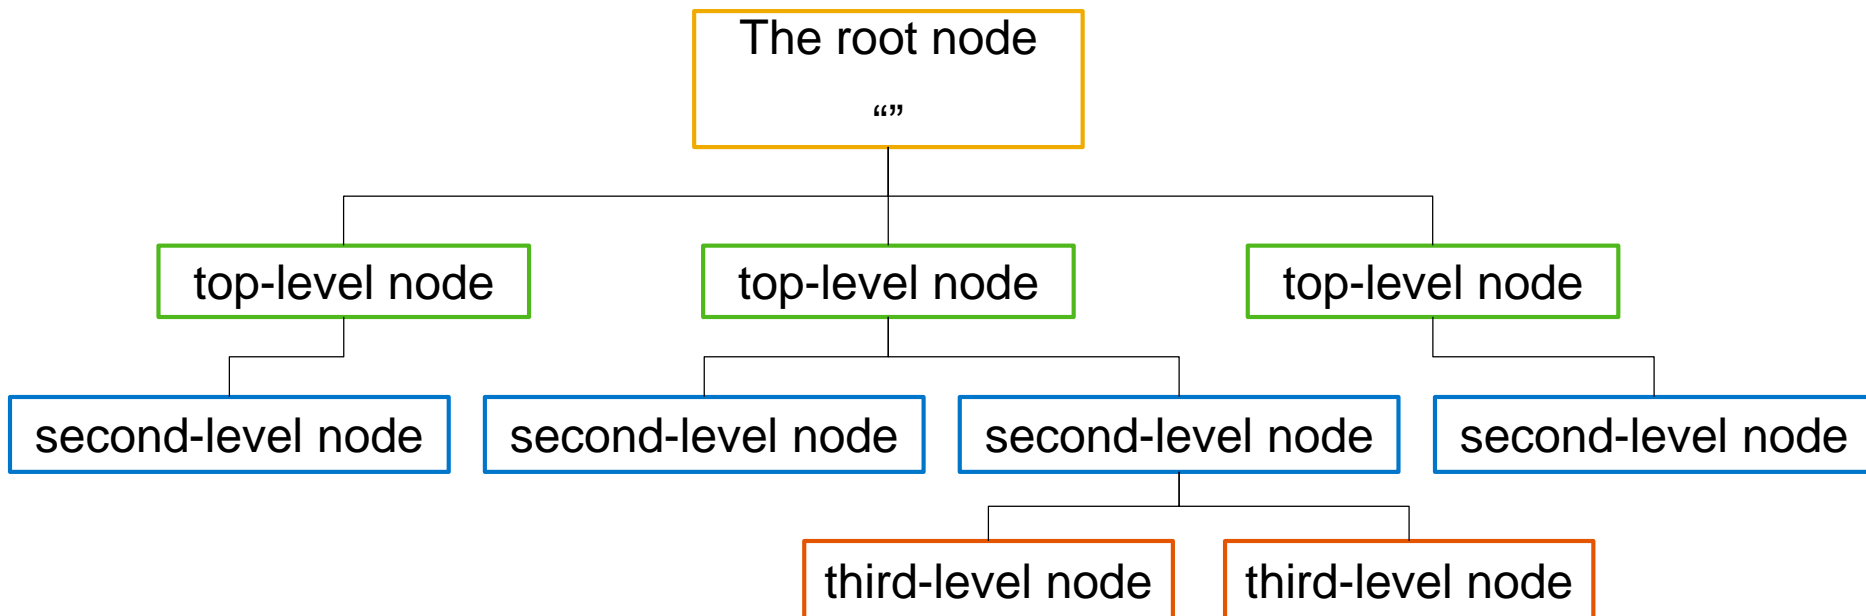 The root node
“”
top-level node
top-level node
top-level node
second-level node
second-level node
second-level node
second-level node
third-level node
third-level node